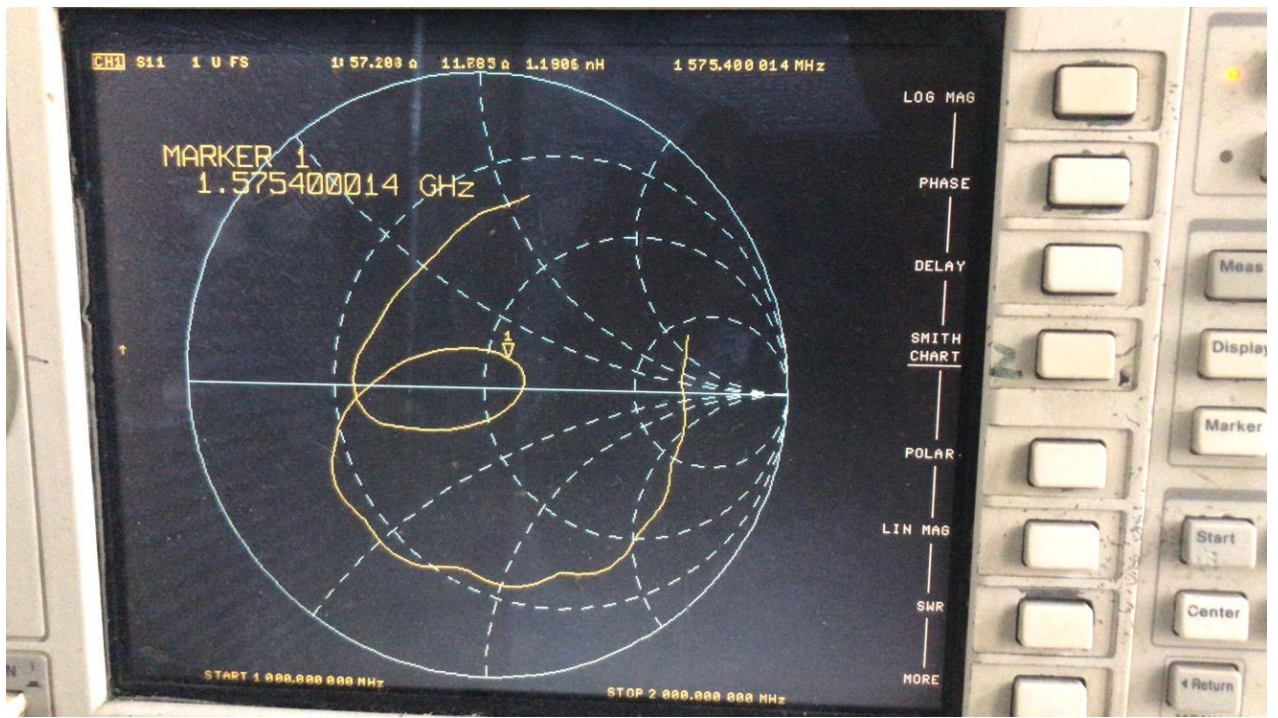 CH1 S11 1 U FS 1: 57.208 Ω 11.785 Ω 1.1906 nH 1 575.400 014 MHz
MARKER 1
1.575400014 GHz
1
LOG MAG
PHASE
DELAY
SMITH
CHART
POLAR
LIN MAG
SWR
MORE
START 1 000.000 000 MHz
STOP 2 000.000 000 MHz
Meas
Display
Marker
Start
Center
Return